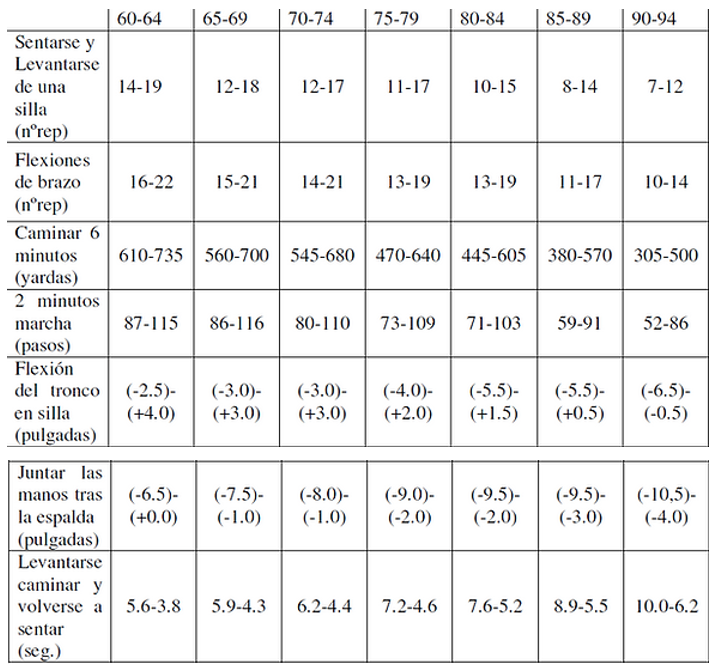 60-64 65-69 70-74 75-79 80-84 85-89 90-94
Sentarse y
Levantarse
de una
silla
(nºrep)
14-19 12-18 12-17 11-17 10-15 8-14 7-12
Flexiones
de brazo
(nºrep)
16-22 15-21 14-21 13-19 13-19 11-17 10-14
Caminar 6
minutos
(yardas)
610-735 560-700 545-680 470-640 445-605 380-570 305-500
2 minutos
marcha
(pasos)
87-115 86-116 80-110 73-109 71-103 59-91 52-86
Flexión
del tronco
en silla
(pulgadas)
(-2.5)- (-3.0)- (-3.0)- (-4.0)- (-5.5)- (-5.5)- (-6.5)-
(+4.0) (+3.0) (+3.0) (+2.0) (+1.5) (+0.5) (-0.5)
Juntar las
manos tras
la espalda
(pulgadas)
(-6.5)- (-7.5)- (-8.0)- (-9.0)- (-9.5)- (-9.5)- (-10,5)-
(+0.0) (-1.0) (-1.0) (-2.0) (-2.0) (-3.0) (-4.0)
Levantarse
caminar y
volverse a
sentar
(seg.)
5.6-3.8 5.9-4.3 6.2-4.4 7.2-4.6 7.6-5.2 8.9-5.5 10.0-6.2